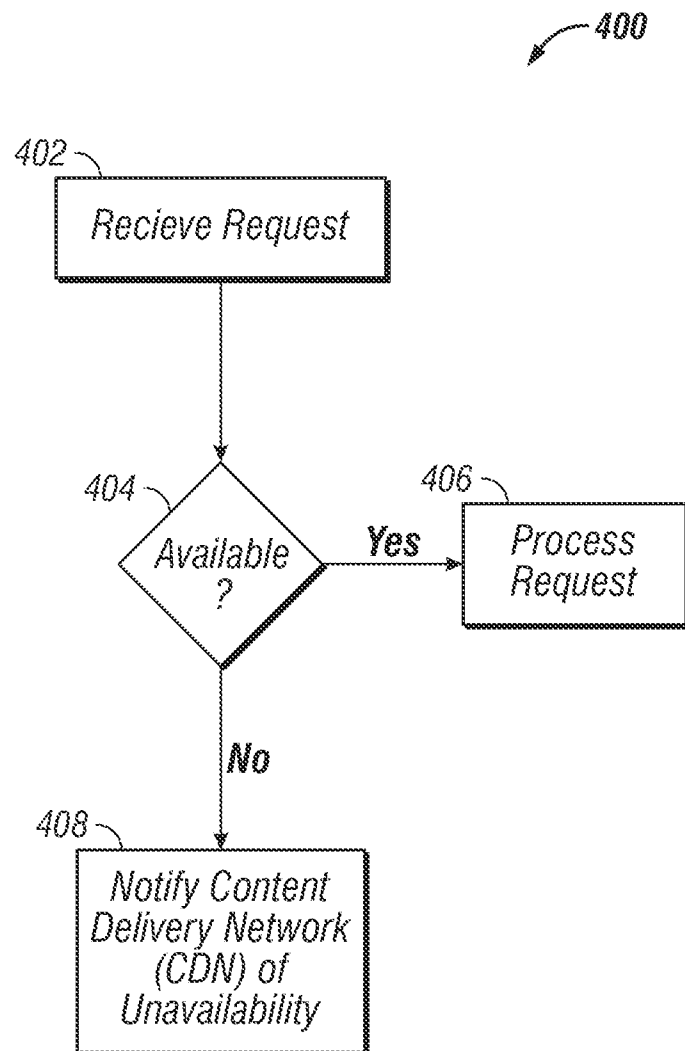 400
402
Recieve Request
404
Available
?
Yes
406
Process
Request
No
408
Notify Content
Delivery Network
(CDN) of
Unavailability